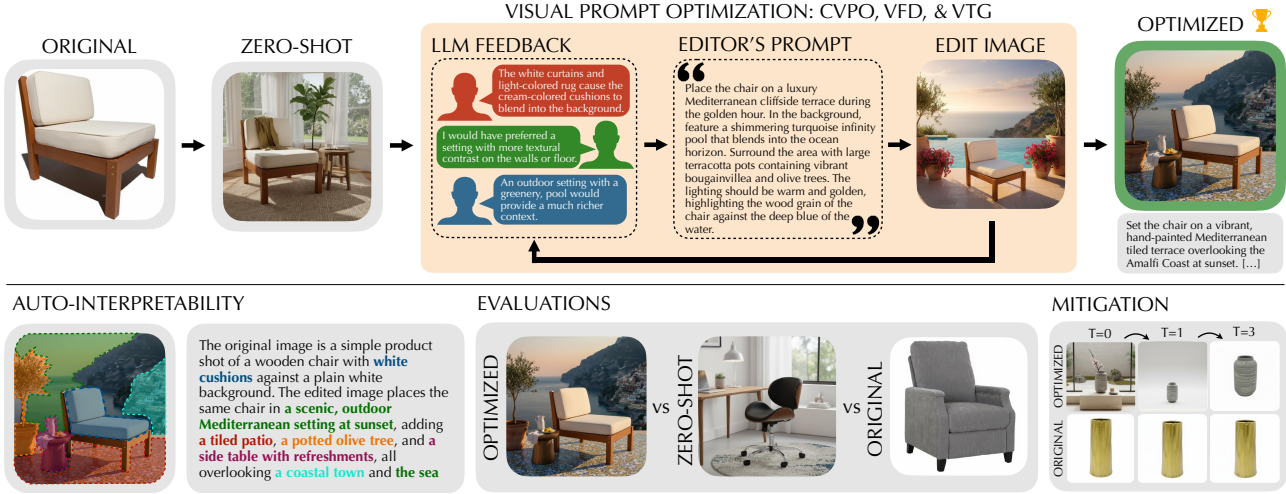 VISUAL PROMPT OPTIMIZATION: CVPO, VFD, & VTG
ORIGINAL
ZERO-SHOT
LLM FEEDBACK
The white curtains and
light-colored rug cause the
cream-colored cushions to
blend into the background.
I would have preferred a
setting with more textural
contrast on the walls or floor.
An outdoor setting with a
greenery, pool would
provide a much richer
context.
EDITOR'S PROMPT
“
Place the chair on a luxury
Mediterranean cliffside terrace during
the golden hour. In the background,
feature a shimmering turquoise infinity
pool that blends into the ocean
horizon. Surround the area with large
terracotta pots containing vibrant
bougainvillea and olive trees. The
lighting should be warm and golden,
highlighting the wood grain of the
chair against the deep blue of the
water.
”
EDIT IMAGE
OPTIMIZED
Set the chair on a vibrant,
hand-painted Mediterranean
tiled terrace overlooking the
Amalfi Coast at sunset. […]
AUTO-INTERPRETABILITY
The original image is a simple product
shot of a wooden chair with white
cushions against a plain white
background. The edited image places the
same chair in a scenic, outdoor
Mediterranean setting at sunset, adding
a tiled patio, a potted olive tree, and a
side table with refreshments, all
overlooking a coastal town and the sea
EVALUATIONS
OPTIMIZED
VS
ZERO-SHOT
VS
ORIGINAL
MITIGATION
T=0
T=1
T=3
OPTIMIZED
ORIGINAL